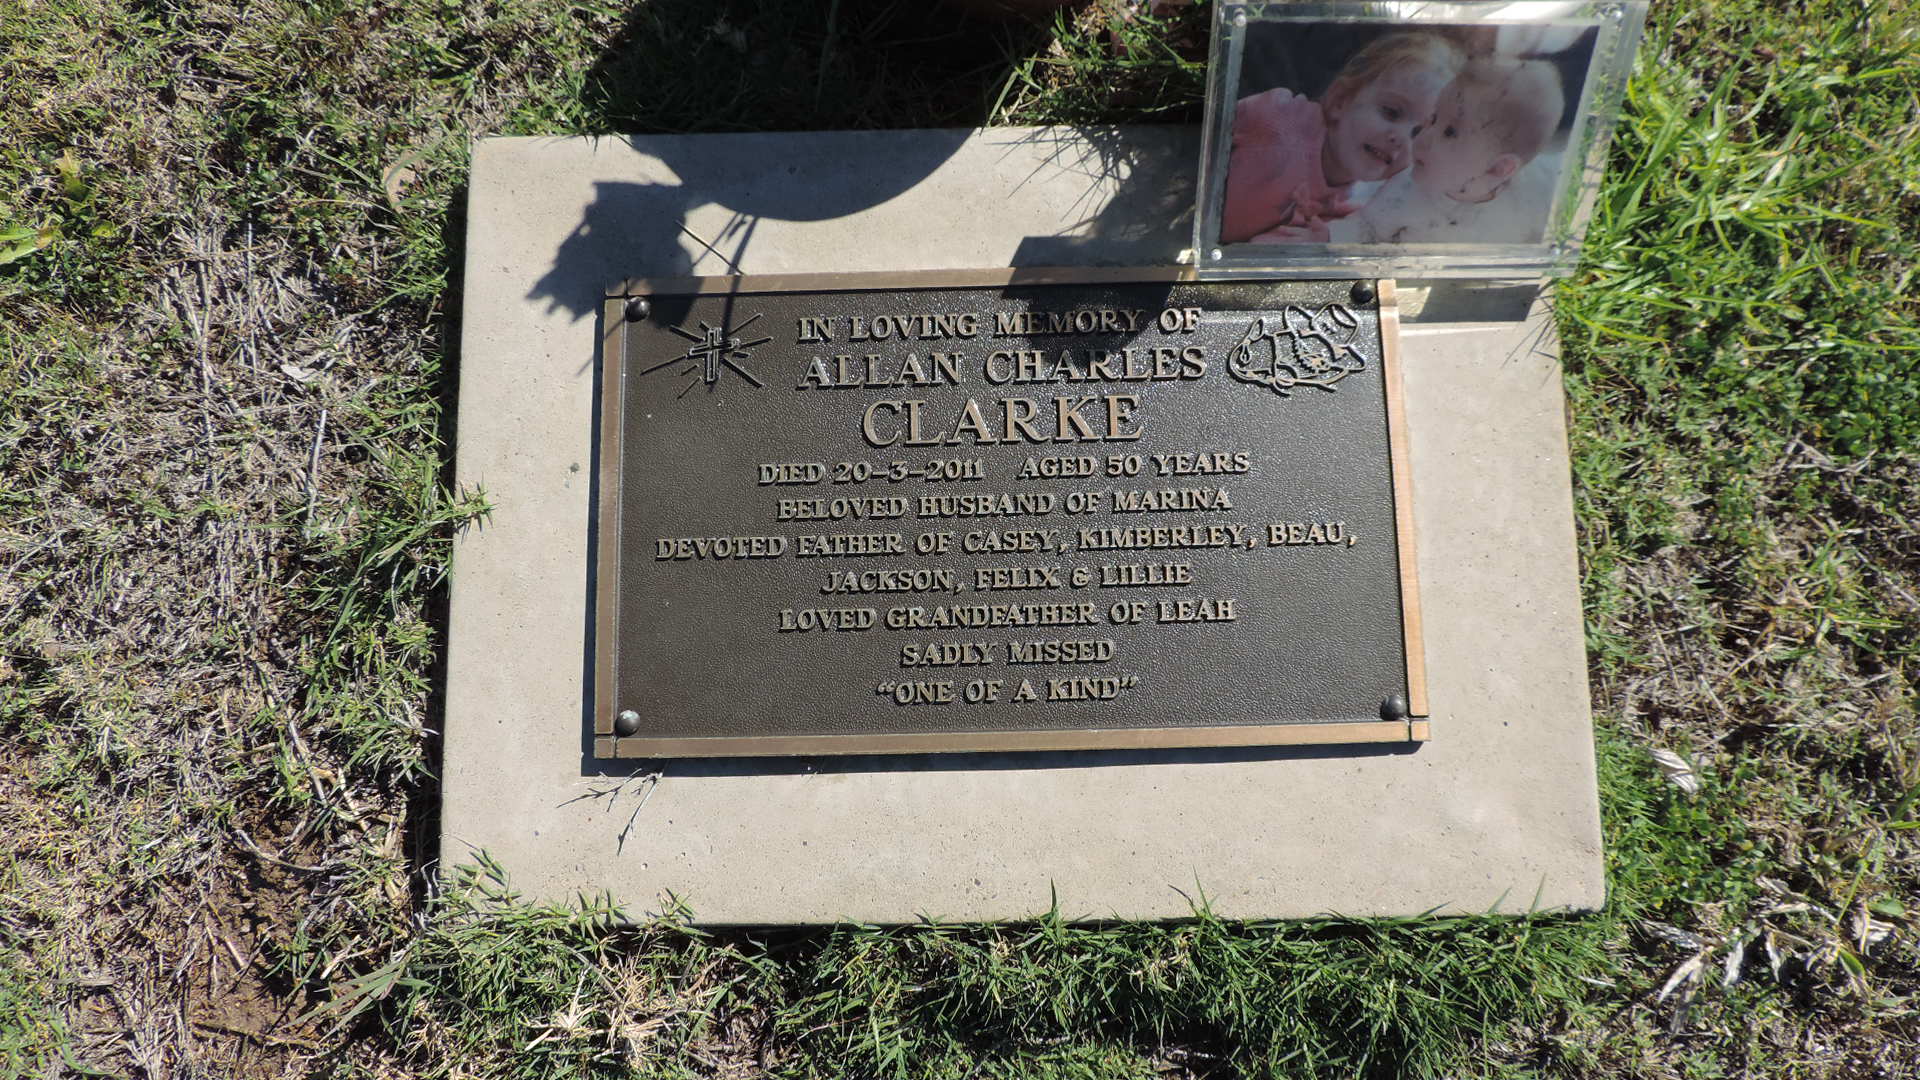 IN LOVING MEMORY OF
ALLAN CHARLES
CLARKE
DIED 20-3-2011 AGED 50 YEARS
BELOVED HUSBAND OF MARINA
DEVOTED FATHER OF CASEY, KIMBERLEY, BEAU,
JACKSON, FELIX & LILLIE
LOVED GRANDFATHER OF LEAH
SADLY MISSED
"ONE OF A KIND"